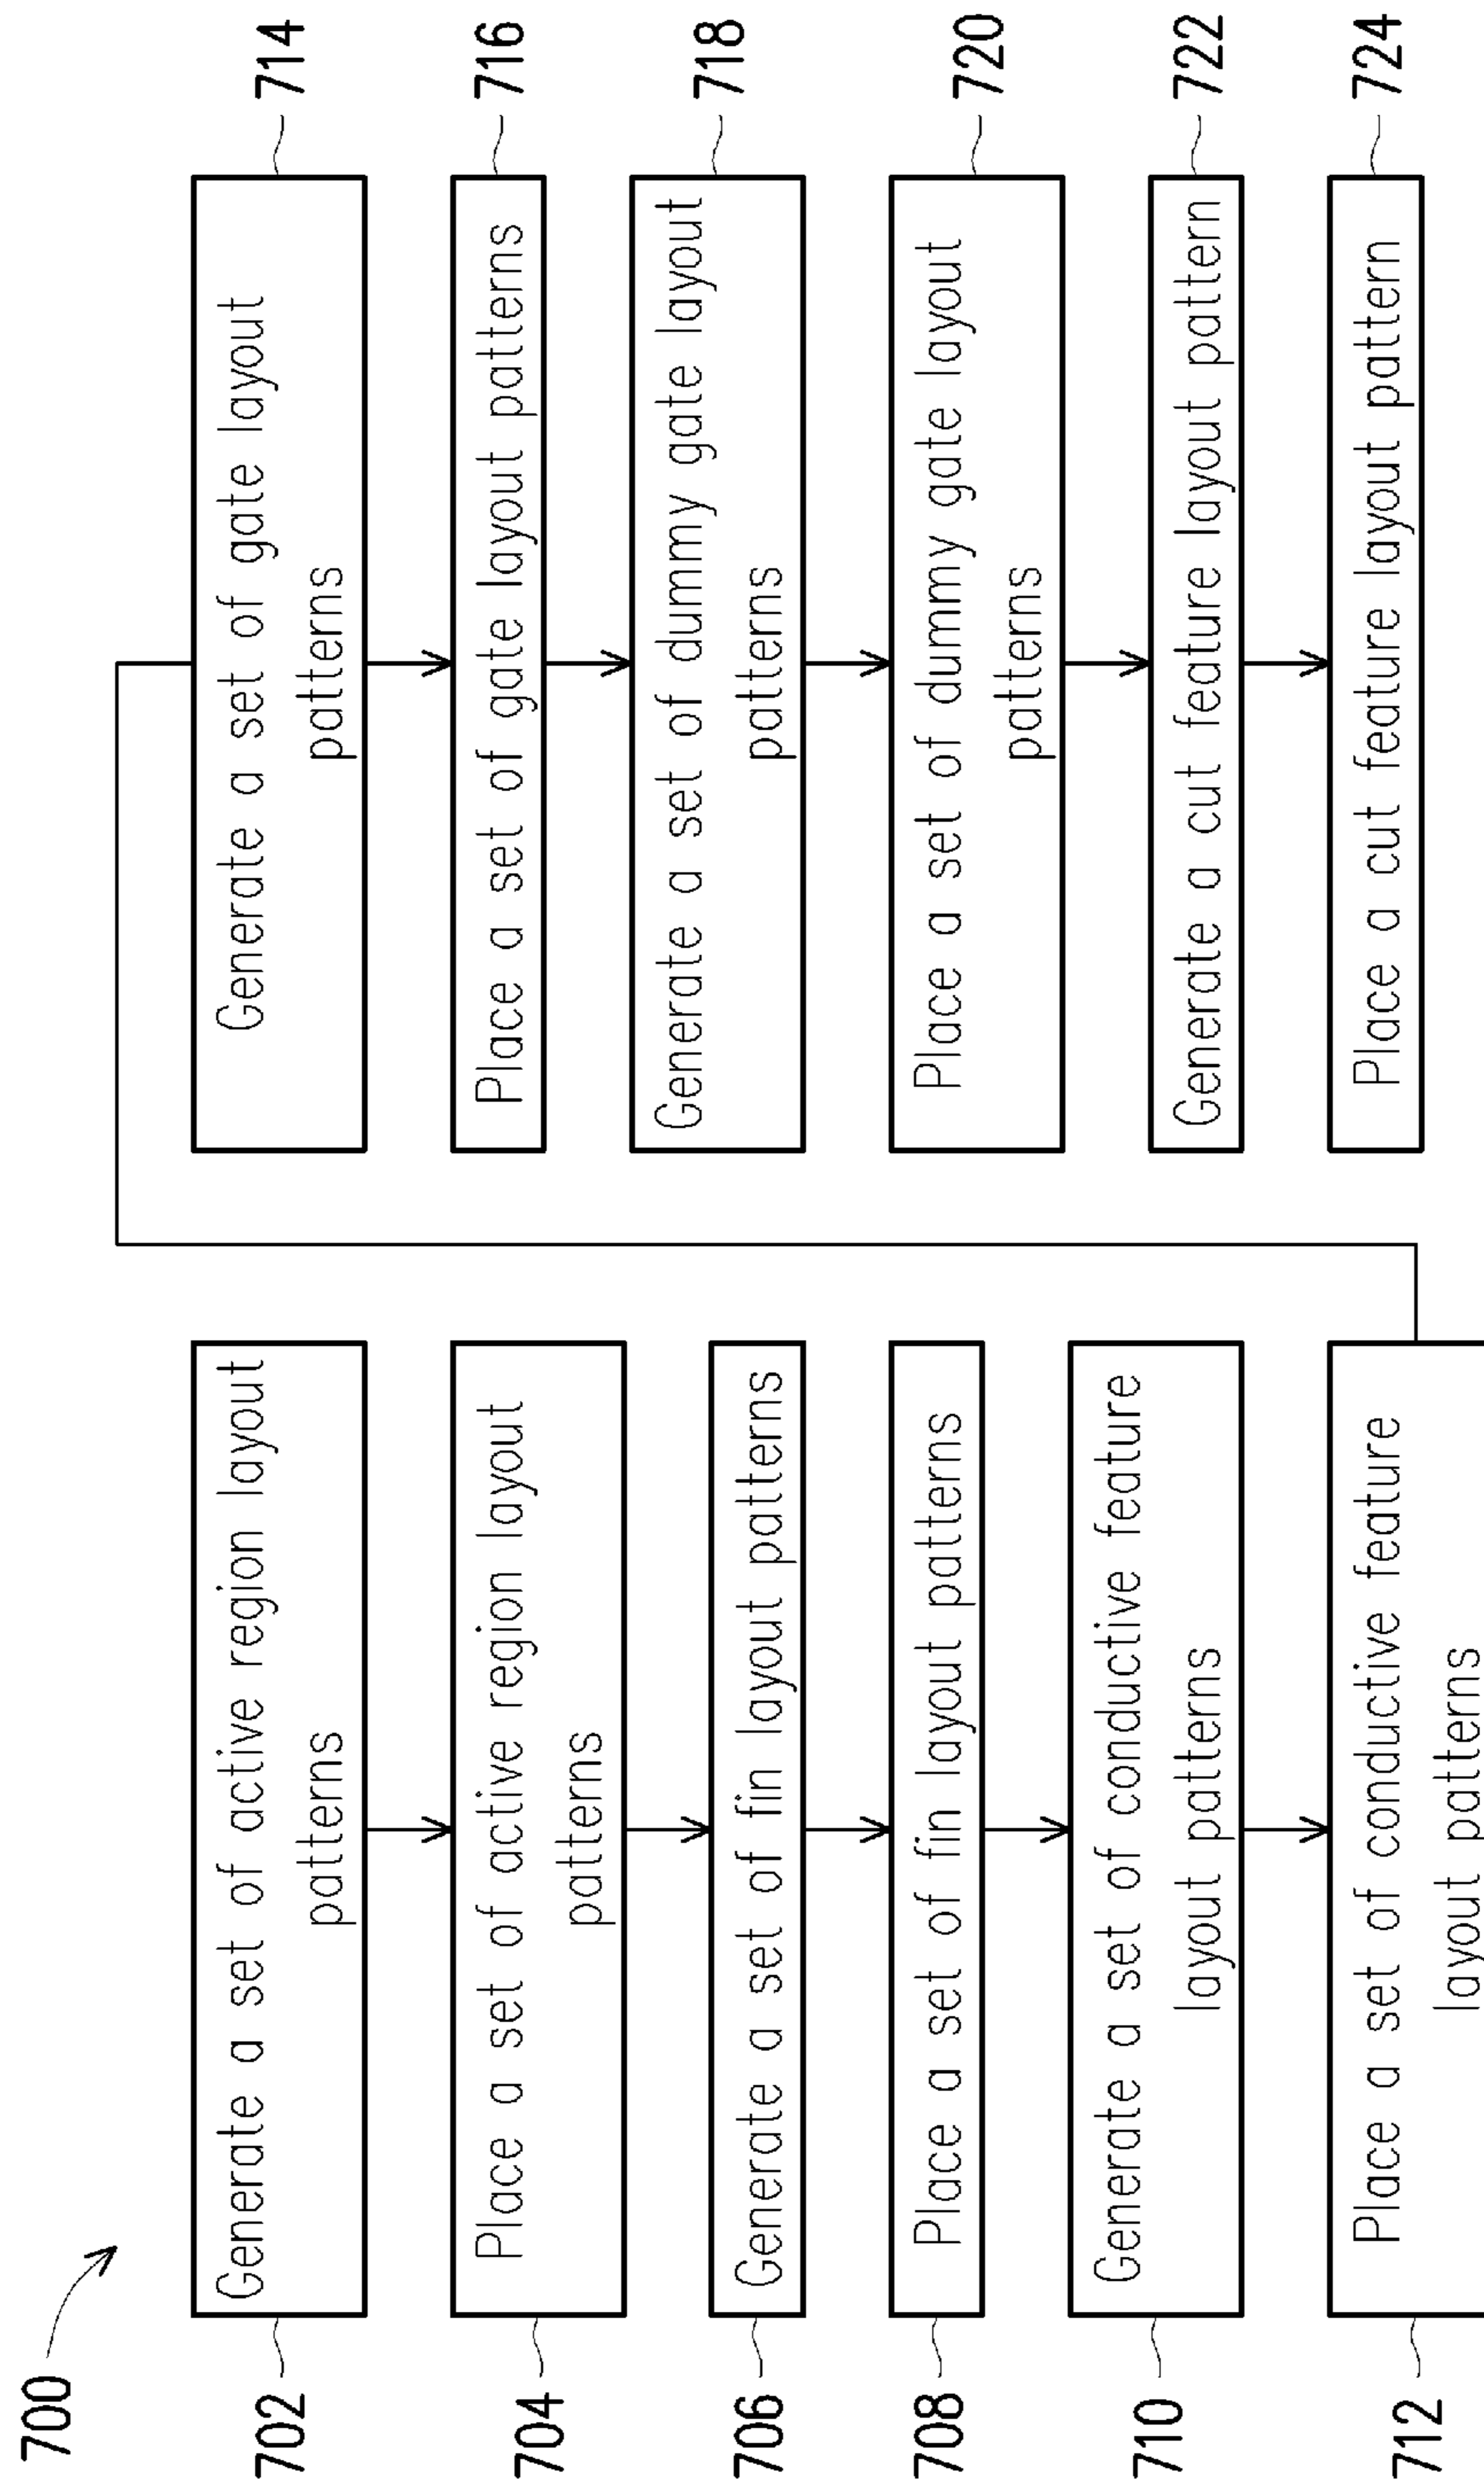 700
702
Generate a set of active region layout
patterns
704
Place a set of active region layout
patterns
706
Generate a set of fin layout patterns
708
Place a set of fin layout patterns
710
Generate a set of conductive feature
layout patterns
712
Place a set of conductive feature
layout patterns
714
Generate a set of gate layout
patterns
716
Place a set of gate layout patterns
718
Generate a set of dummy gate layout
patterns
720
Place a set of dummy gate layout
patterns
722
Generate a cut feature layout pattern
724
Place a cut feature layout pattern